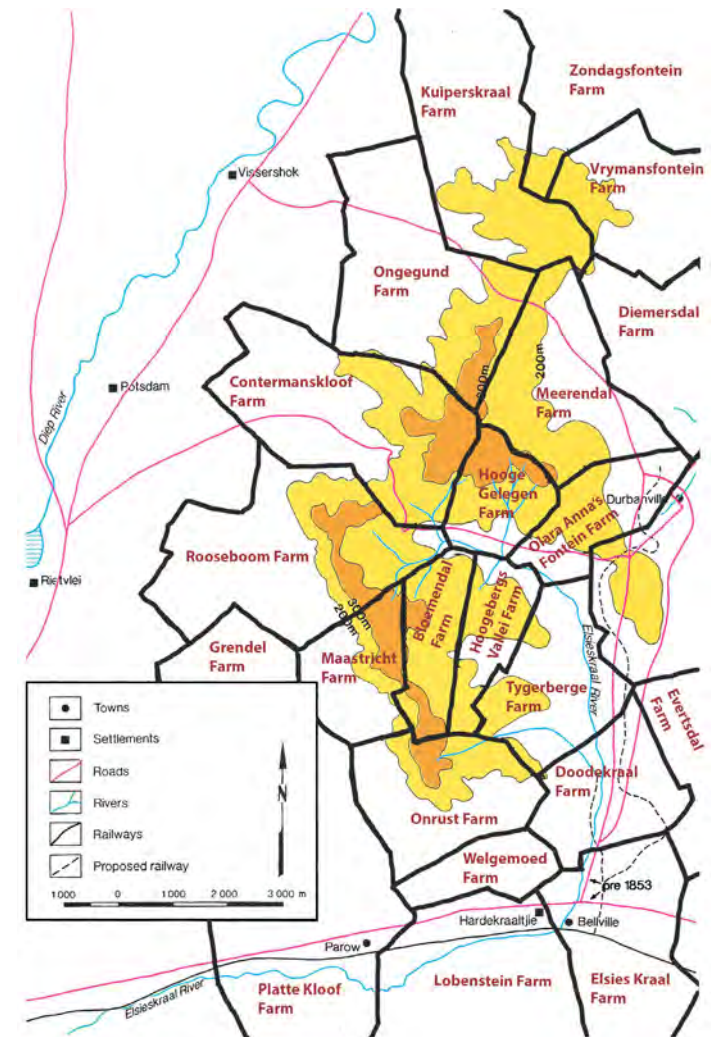 Kuiperskraal
Farm
Zondagsfontein
Farm
Vissershok
Vrymansfontein
Farm
Ongegund
Farm
Diemersdal
Farm
200m
300m
Contermanskloof
Farm
Meerendal
Farm
Potsdam
Diep River
Hooge
Gelegen
Farm
Durbanville
Olara Anna's
Fontein Farm
Rooseboom Farm
Rietvlei
300m
200m
Bloemendal
Farm
Hoogebergs
Vallei Farm
Elsieskraal River
Grendel
Farm
Maastricht
Farm
Tygerberge
Farm
Evertsdal
Farm
Doodekraal
Farm
Onrust Farm
Welgemoed
Farm
pre 1853
Hardekraaltjie
Bellville
Parow
Elsieskraal River
Platte Kloof
Farm
Lobenstein Farm
Elsies Kraal
Farm
Towns
Settlements
Roads
Rivers
Railways
Proposed railway
N
1000 0 1 000 2 000 3 000 m